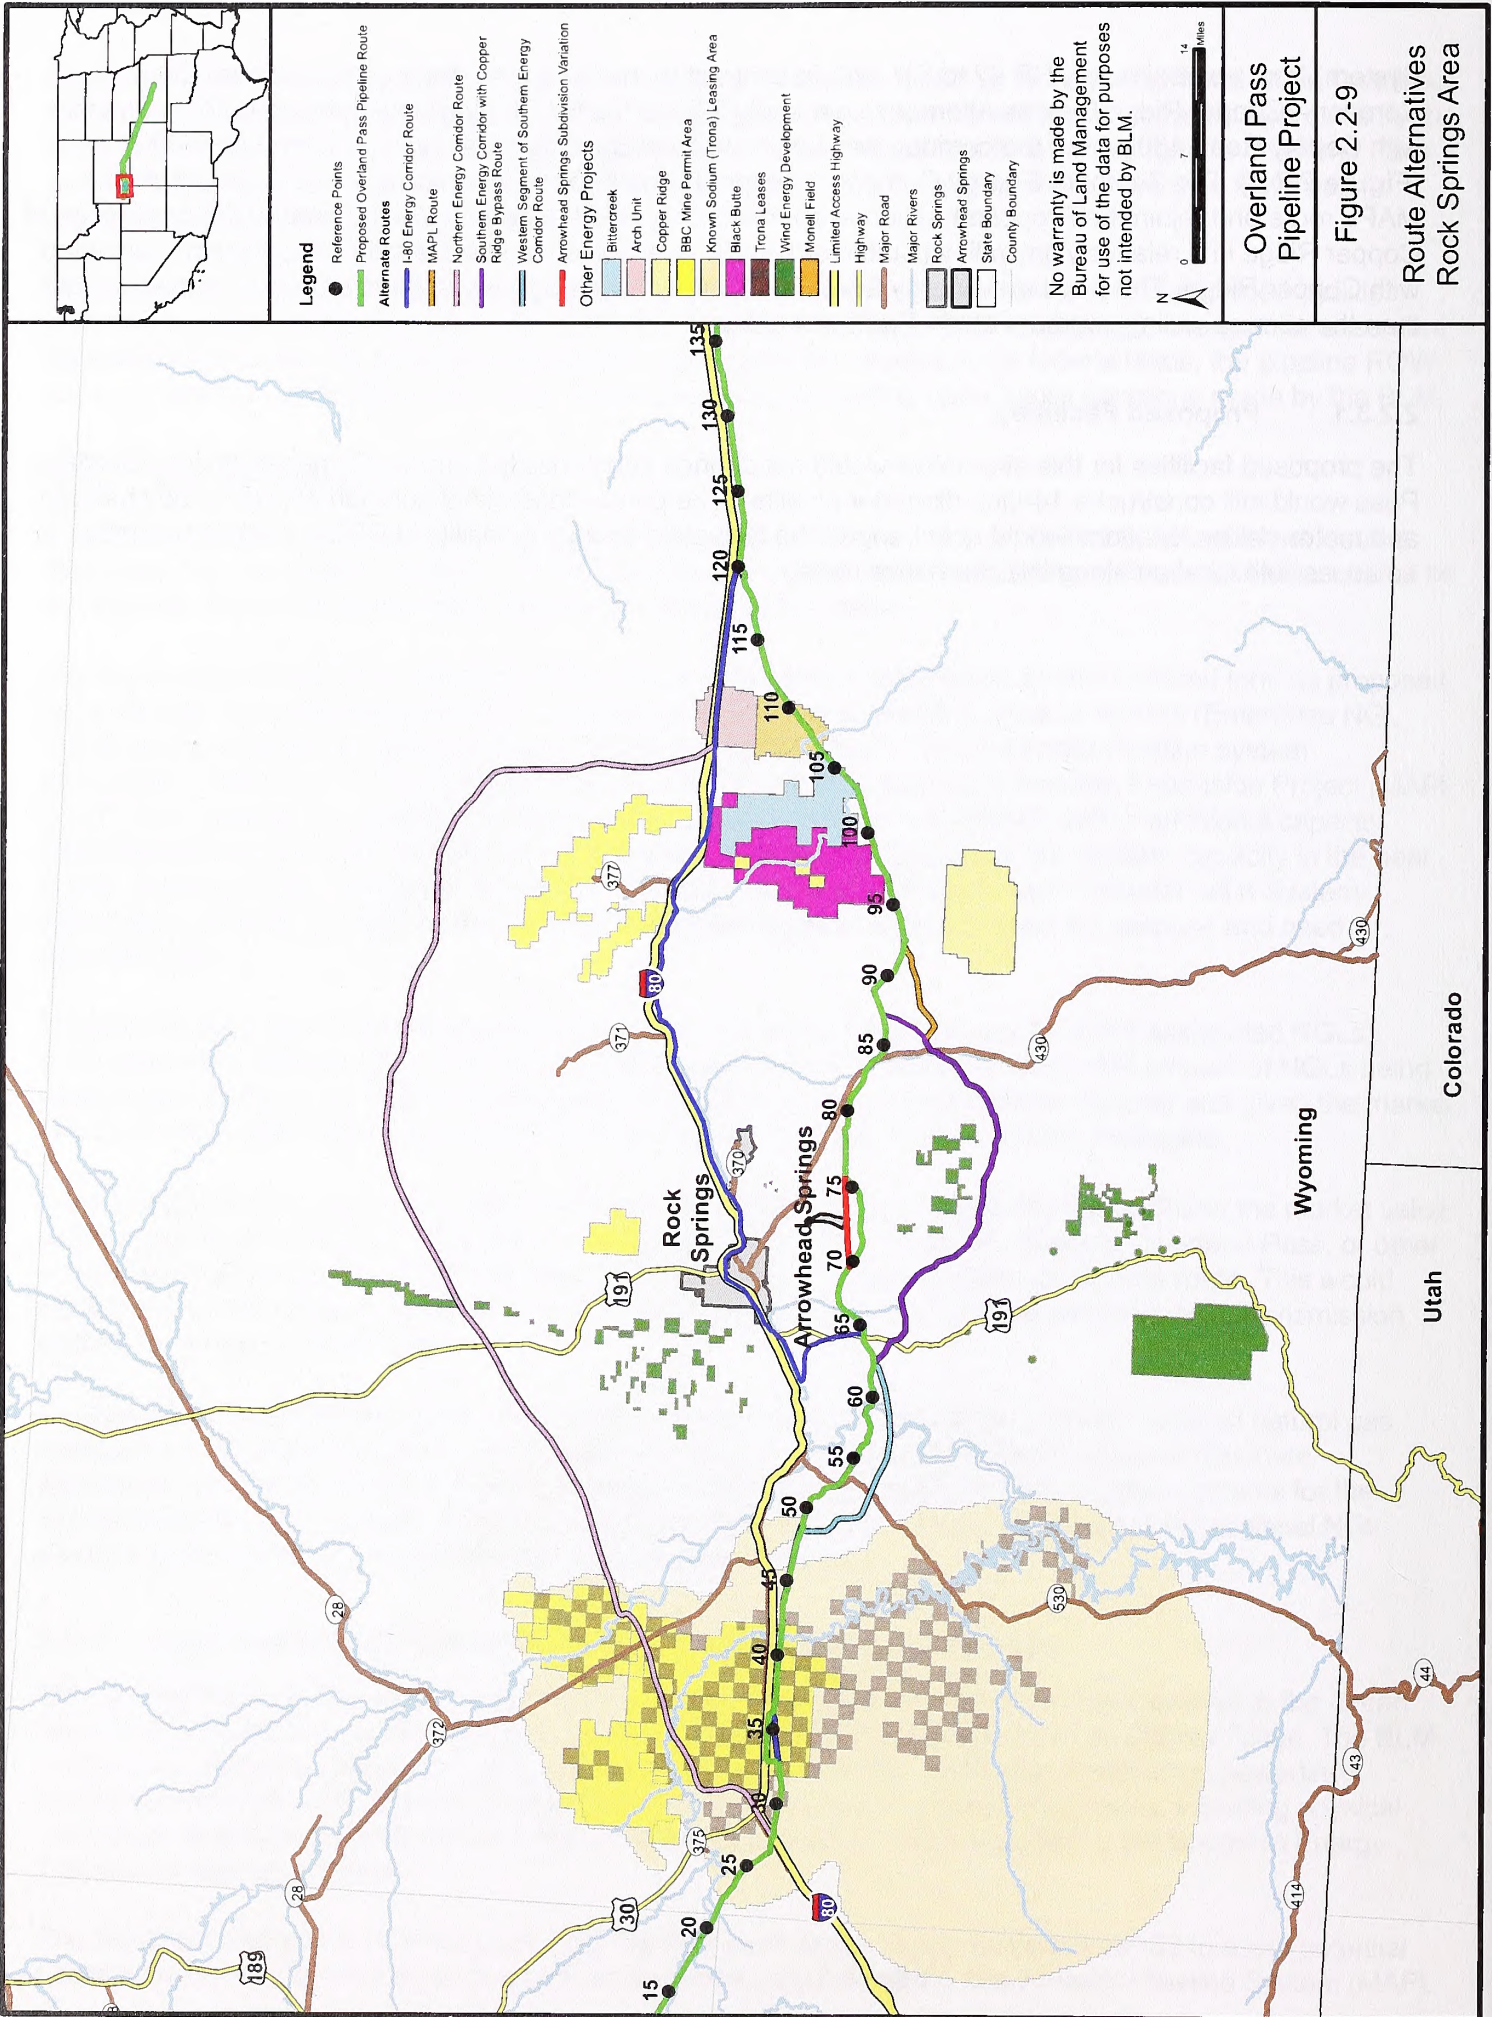 Legend
Reference Points
Proposed Overland Pass Pipeline Route
Alternate Routes
I-80 Energy Corridor Route
MAPL Route
Northern Energy Corridor Route
Southern Energy Corridor with Copper
Ridge Bypass Route
Western Segment of Southern Energy
Corridor Route
Arrowhead Springs Subdivision Variation
Other Energy Projects
Bittercreek
Arch Unit
Copper Ridge
BBC Mine Permit Area
Known Sodium (Trona) Leasing Area
Black Butte
Trona Leases
Wind Energy Development
Monell Field
Limited Access Highway
Highway
Major Road
Major Rivers
Rock Springs
Arrowhead Springs
State Boundary
County Boundary
No warranty is made by the
Bureau of Land Management
for use of the data for purposes
not intended by BLM.
N
0 7 14
Miles
Overland Pass
Pipeline Project
Figure 2.2-9
Route Alternatives
Rock Springs Area
15
20
25
30
35
40
45
50
55
60
65
70
75
80
85
90
95
100
105
110
115
120
125
130
135
Rock
Springs
Arrowhead Springs
Wyoming
Utah
Colorado
189
28
372
28
30
375
80
191
191
371
377
370
80
430
430
530
44
43
414